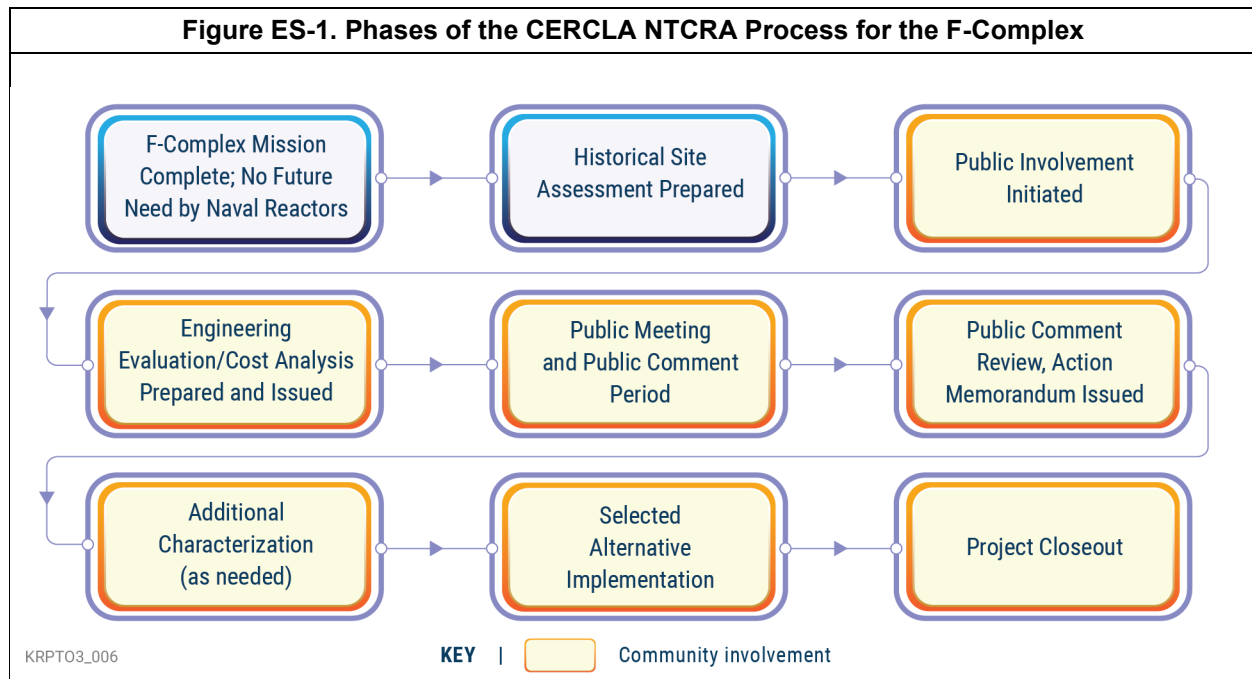 Figure ES-1. Phases of the CERCLA NTCRA Process for the F-Complex
F-Complex Mission
Complete; No Future
Need by Naval Reactors
Historical Site
Assessment Prepared
Public Involvement
Initiated
Engineering
Evaluation/Cost Analysis
Prepared and Issued
Public Meeting
and Public Comment
Period
Public Comment
Review, Action
Memorandum Issued
Additional
Characterization
(as needed)
Selected
Alternative
Implementation
Project Closeout
KRPTO3_006
KEY | Community involvement